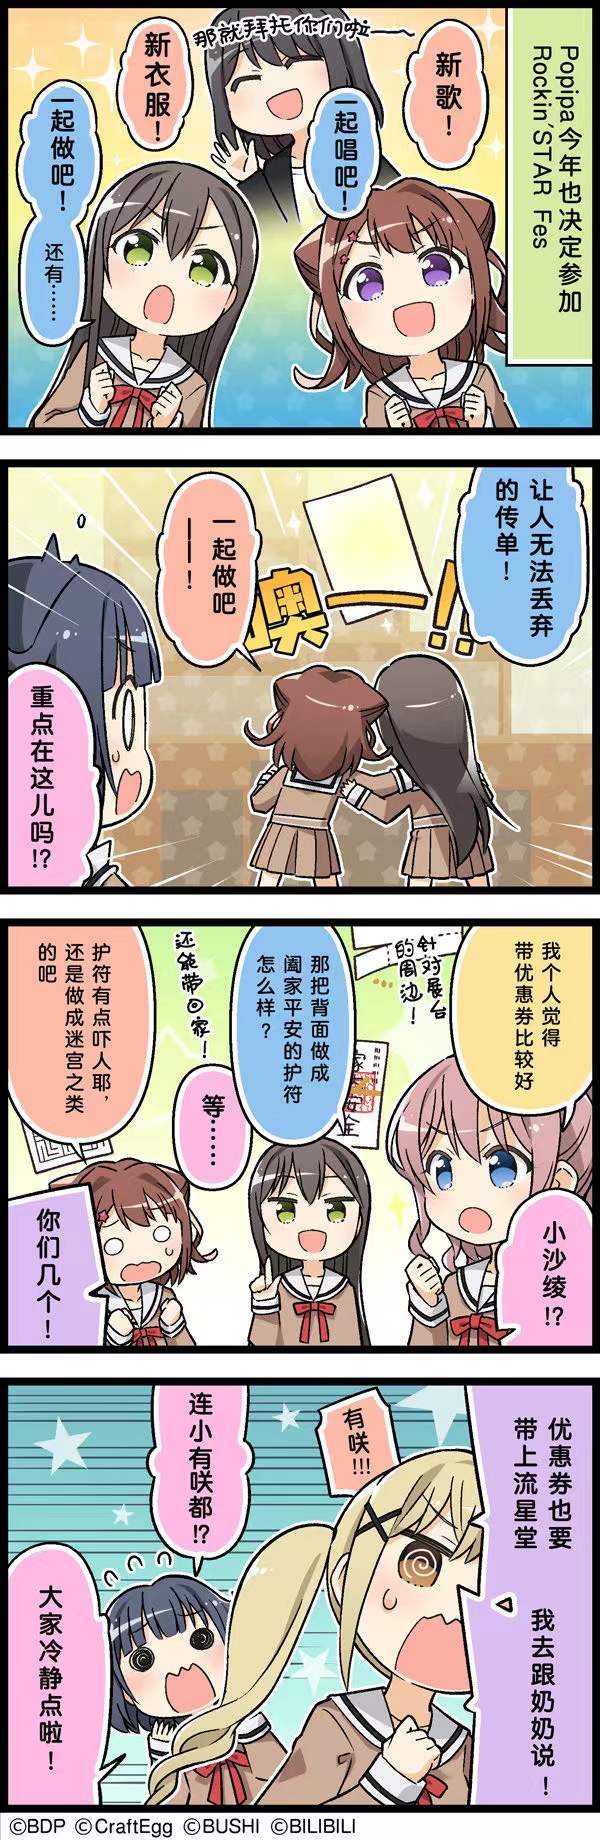 Popipa今年也决定参加
Rockin'STAR Fes
那就拜托你们啦——
新歌！
一起唱吧！
新衣服！
一起做吧！
还有……
让人无法丢弃
的传单！
一起做吧
——！
噢——!!
重点在这儿吗!?
我个人觉得
带优惠券比较好
针对展台
的周边！
小沙绫!?
那把背面做成
阖家平安的护符
怎么样？
还能带回家！
等……
护符有点吓人耶，
还是做成迷宫之类
的吧
你们几个！
优惠券也要
带上流星堂
我去跟奶奶说！
有咲!!!
连小有咲都!?
大家冷静点啦！
©BDP ©CraftEgg ©BUSHI ©BILIBILI